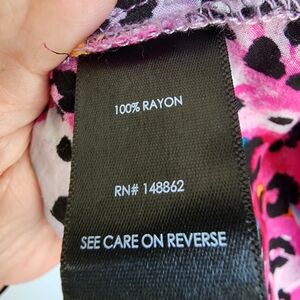 100% RAYON
RN# 148862
SEE CARE ON REVERSE